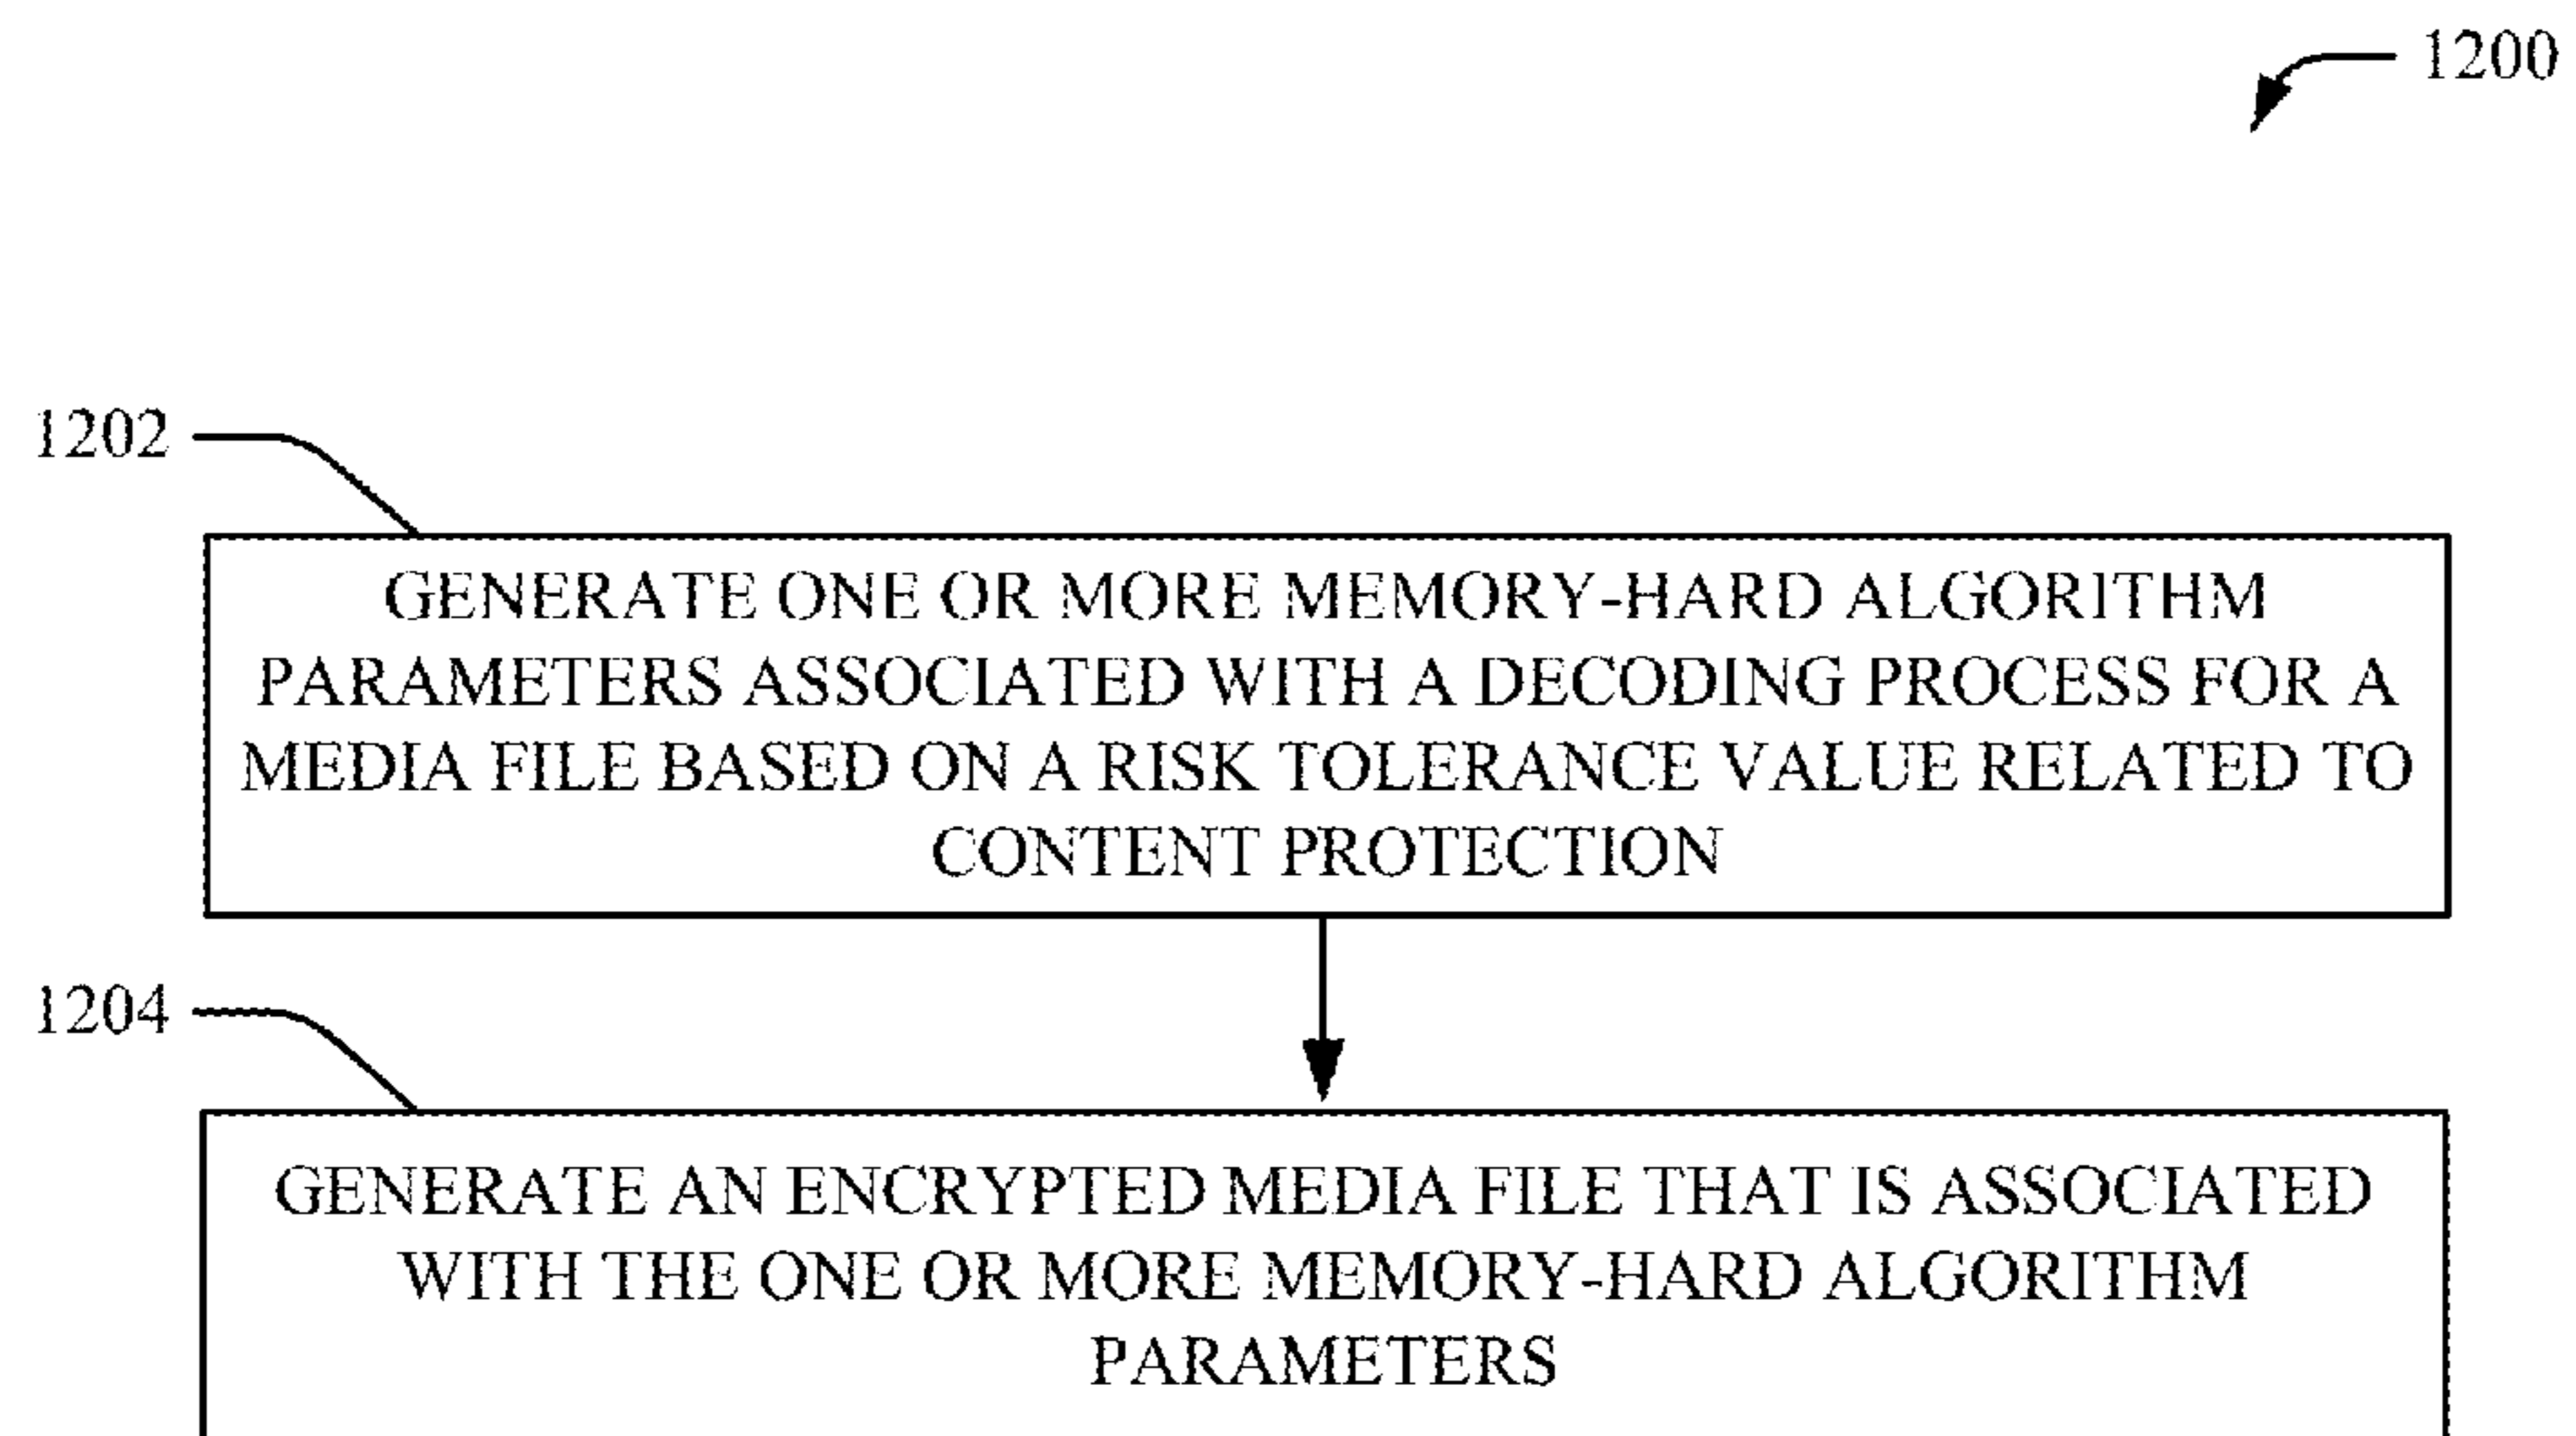 1200
1202
GENERATE ONE OR MORE MEMORY-HARD ALGORITHM
PARAMETERS ASSOCIATED WITH A DECODING PROCESS FOR A
MEDIA FILE BASED ON A RISK TOLERANCE VALUE RELATED TO
CONTENT PROTECTION
1204
GENERATE AN ENCRYPTED MEDIA FILE THAT IS ASSOCIATED
WITH THE ONE OR MORE MEMORY-HARD ALGORITHM
PARAMETERS